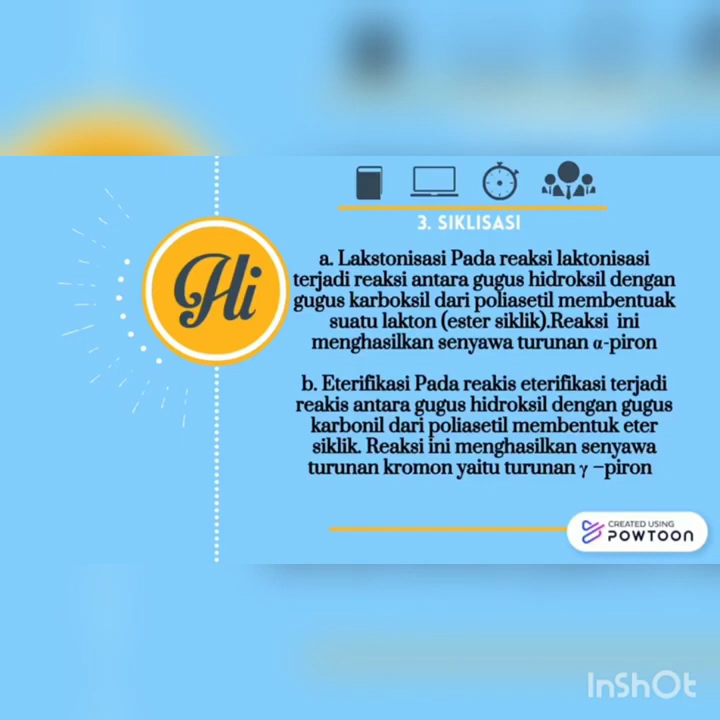 3. SIKLISASI
Hi
a. Lakstonisasi Pada reaksi laktonisasi
terjadi reaksi antara gugus hidroksil dengan
gugus karboksil dari poliasetil membentuak
suatu lakton (ester siklik).Reaksi ini
menghasilkan senyawa turunan α-piron
b. Eterifikasi Pada reakis eterifikasi terjadi
reakis antara gugus hidroksil dengan gugus
karbonil dari poliasetil membentuk eter
siklik. Reaksi ini menghasilkan senyawa
turunan kromon yaitu turunan γ –piron
CREATED USING
POWTOON
InShOt